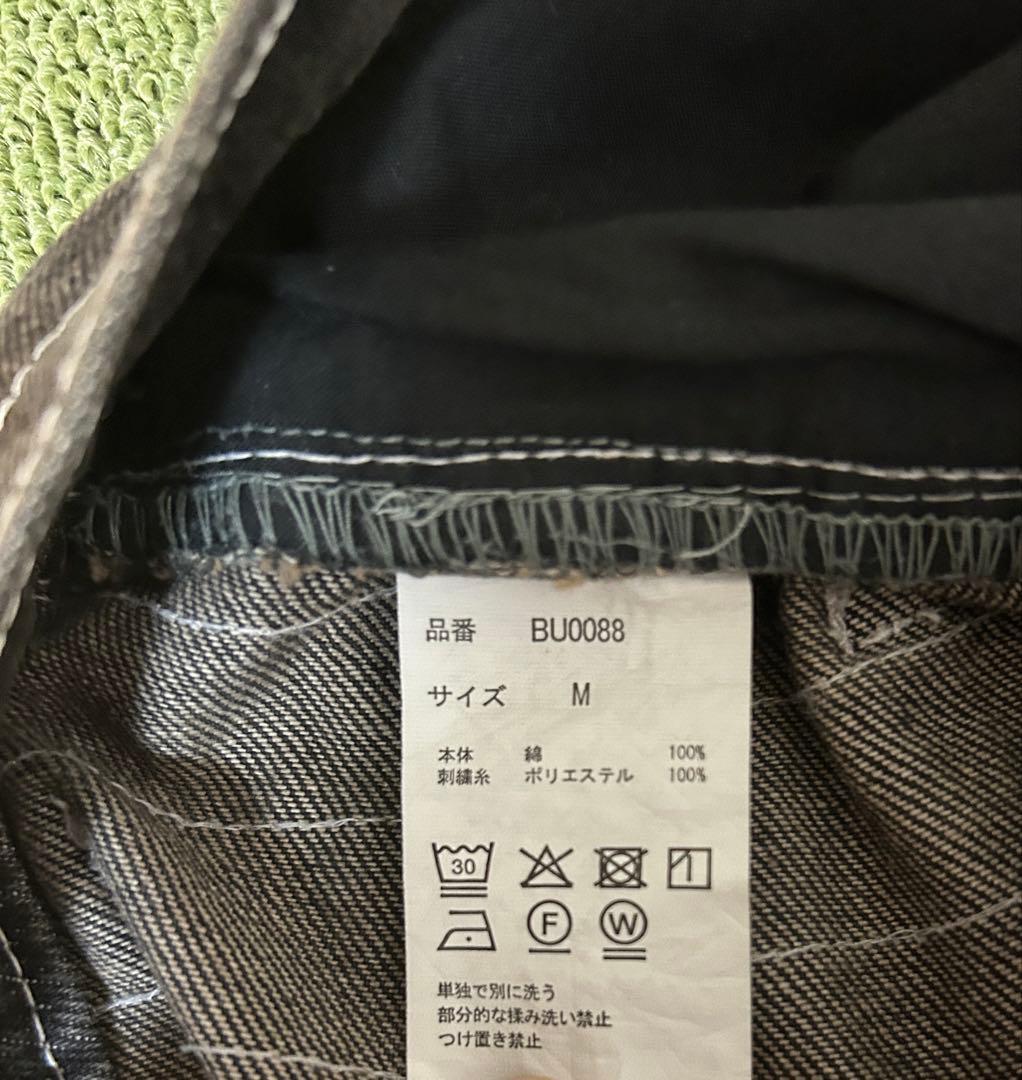 品番 BU0088
サイズ M
本体 綿 100%
刺繍糸 ポリエステル 100%
30
F W
単独で別に洗う
部分的な揉み洗い禁止
つけ置き禁止